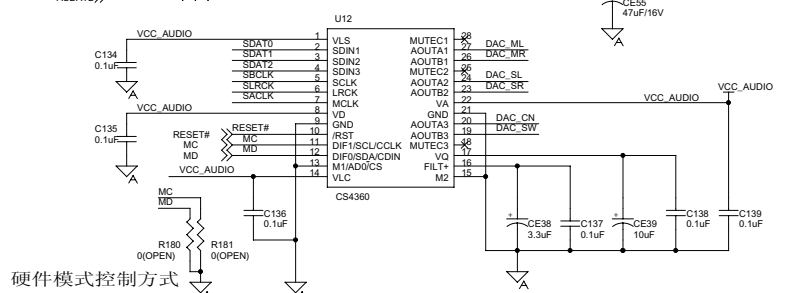 CE55
47uF/16V
U12
VCC_AUDIO 1 VLS MUTEC1 28
SDAT0 2 SDIN1 AOUTA1 27 DAC_ML
SDAT1 3 SDIN2 AOUTB1 26 DAC_MR
SDAT2 4 SDIN3 MUTEC2 25
SBCLK 5 SCLK AOUTA2 24 DAC_SL
SLRCK 6 LRCK AOUTB2 23 DAC_SR
SACLK 7 MCLK VA 22 VCC_AUDIO VCC_AUDIO
VCC_AUDIO 8 VD GND 21
9 GND AOUTA3 20 DAC_CN
RESET# RESET# 10 /RST AOUTB3 19 DAC_SW
MC MC 11 DIF1/SCL/CCLK MUTEC3 18
MD MD 12 DIF0/SDA/CDIN VQ 17
13 M1/AD0/CS FILT+ 16
VCC_AUDIO 14 VLC M2 15
CS4360
C134
0.1uF
C135
0.1uF
MC
MD
R180 R181
0(OPEN) 0(OPEN)
C136
0.1uF
CE38
3.3uF
C137
0.1uF
CE39
10uF
C138
0.1uF
C139
0.1uF
A
A
A
A
硬件模式控制方式